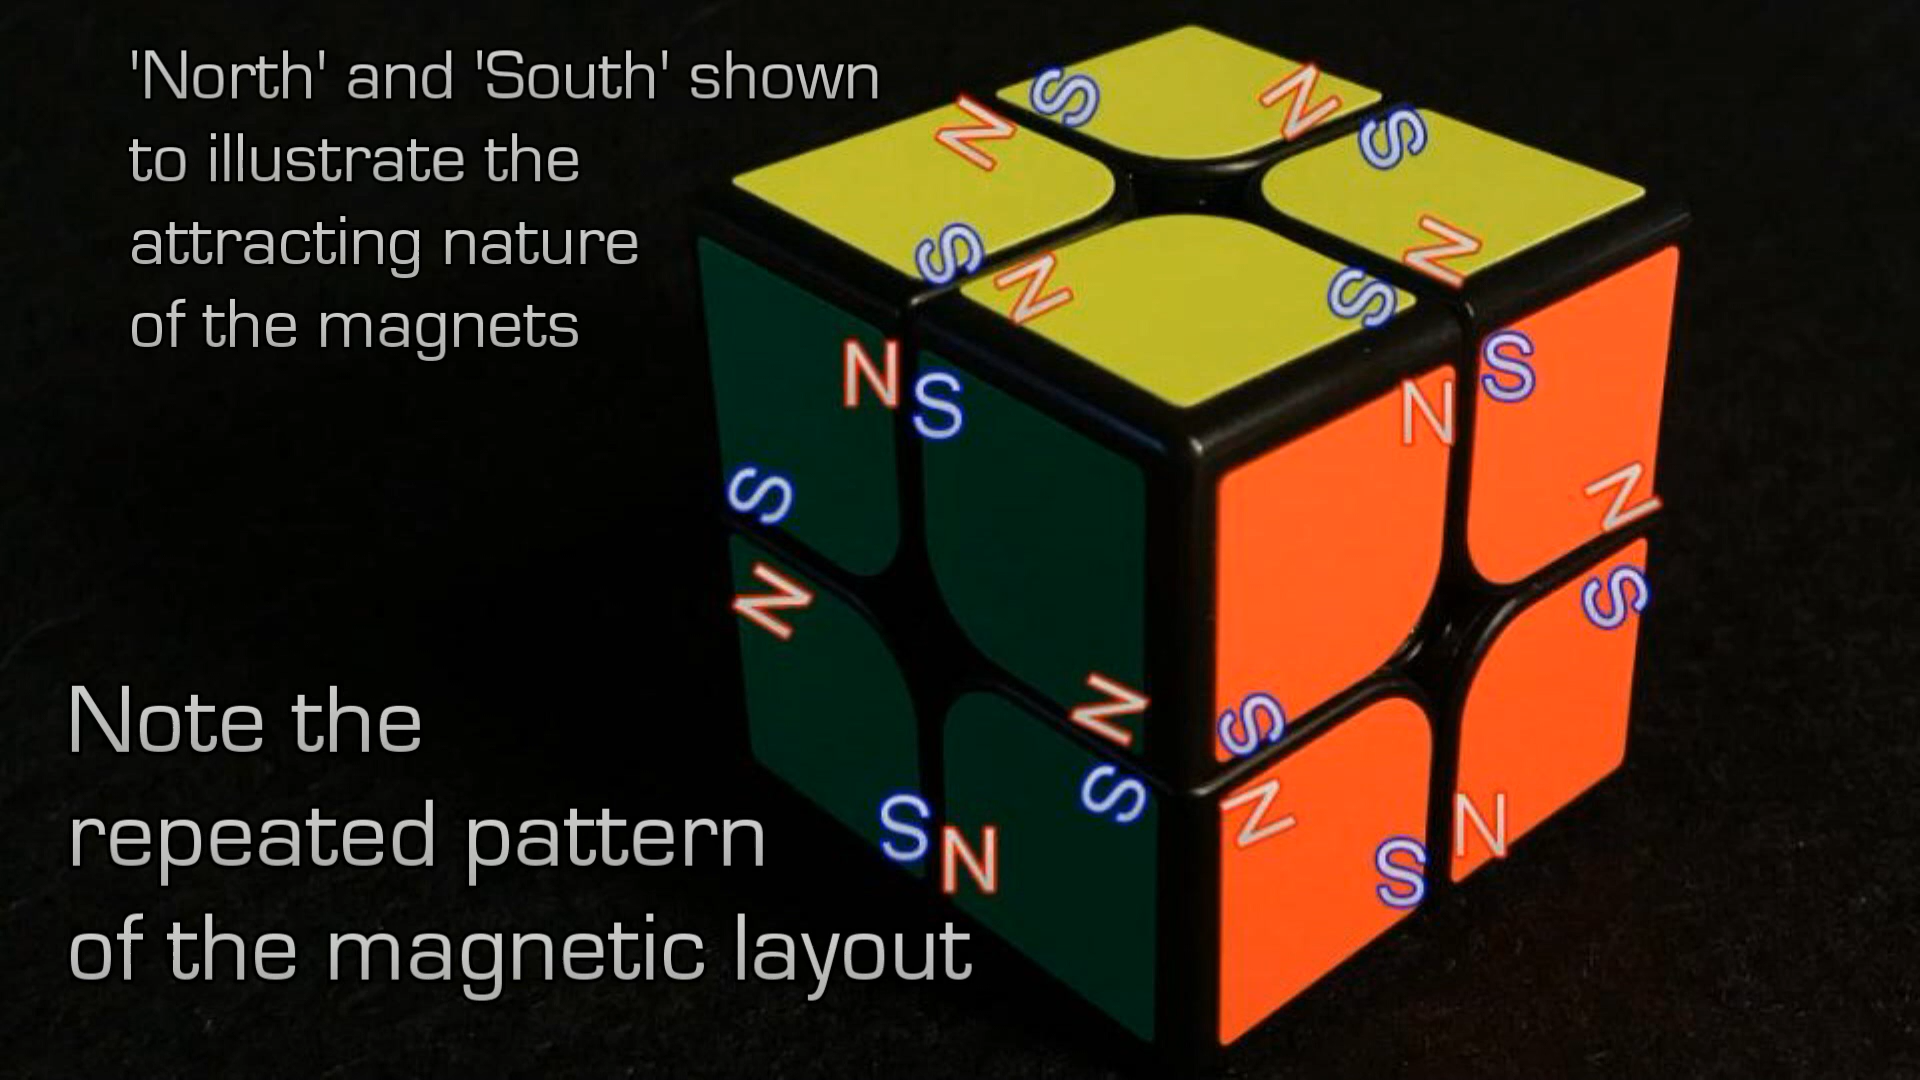 'North' and 'South' shown
to illustrate the
attracting nature
of the magnets
S N
N S
S N
N S
N S
N S
S N
N S
N S
S N
S N
S N
Note the
repeated pattern
of the magnetic layout